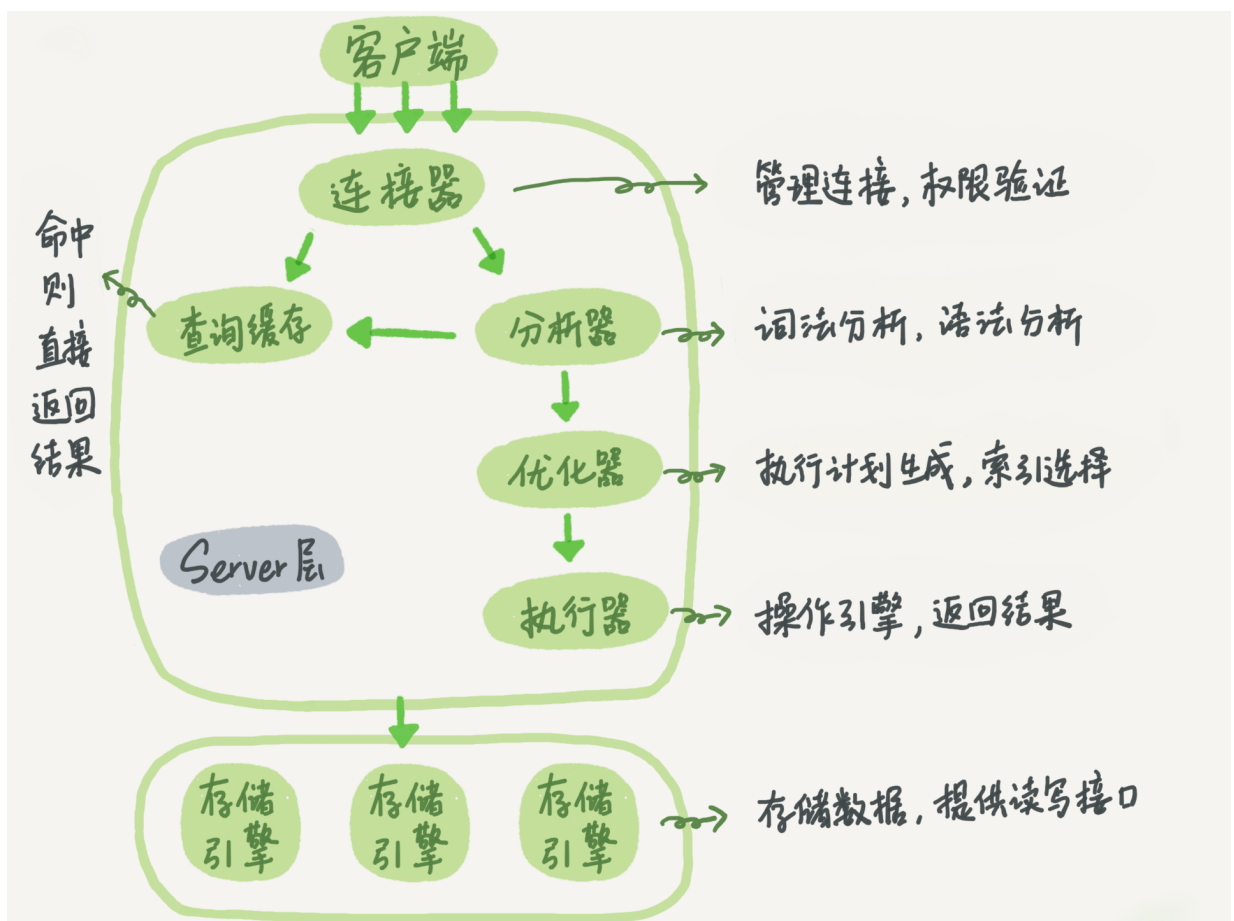 客户端
连接器
管理连接，权限验证
命中
则
直接
返回
结果
查询缓存
分析器
词法分析，语法分析
优化器
执行计划生成，索引选择
Server层
执行器
操作引擎，返回结果
存储
引擎
存储
引擎
存储
引擎
存储数据，提供读写接口